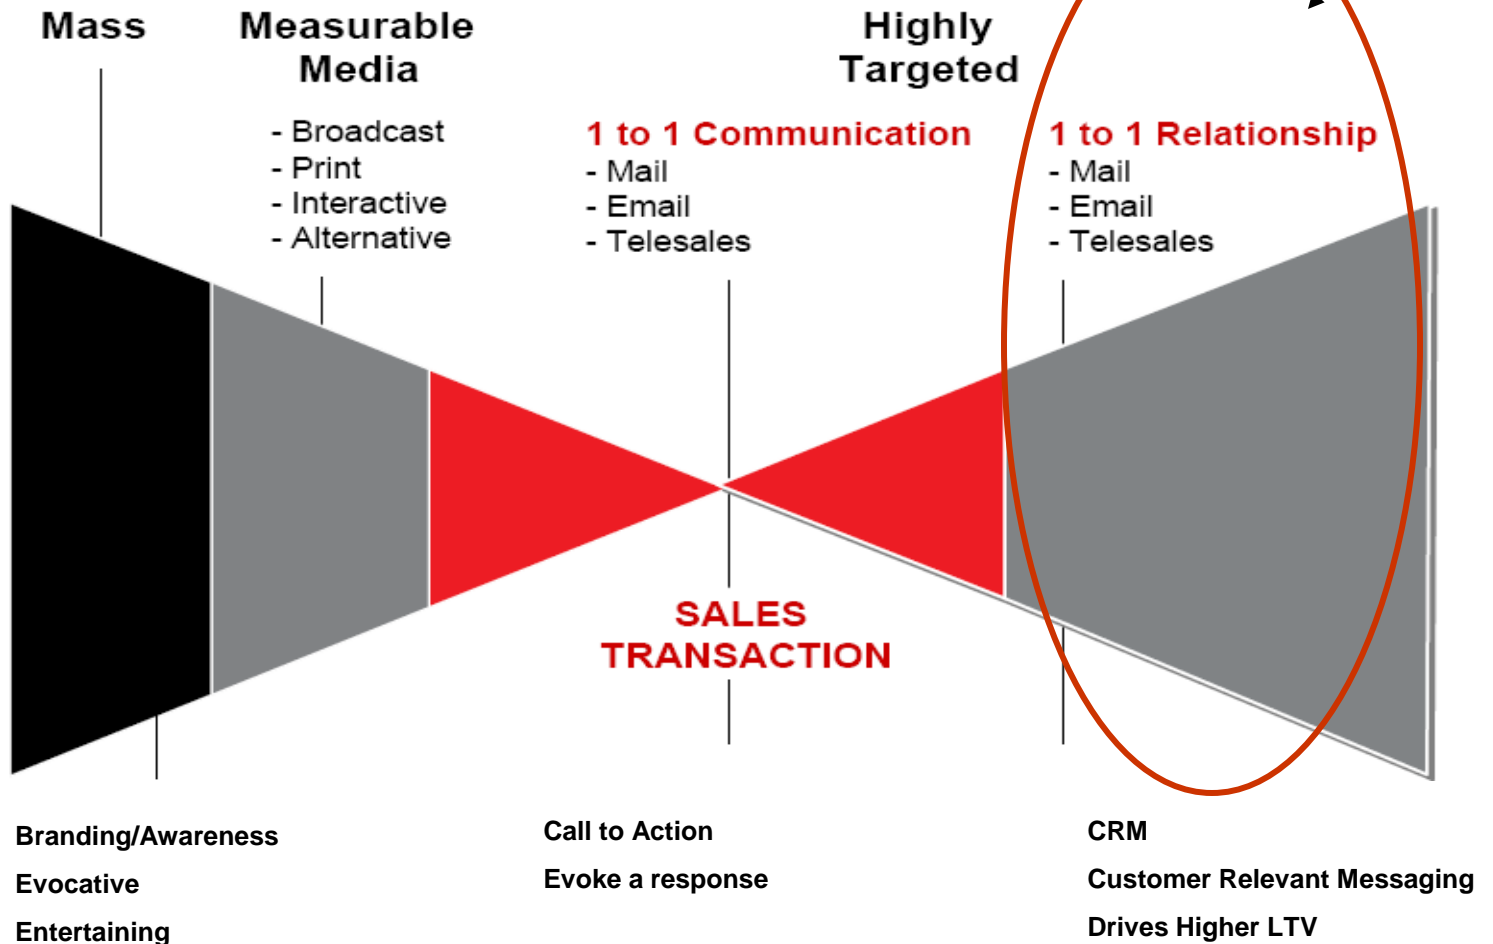 Mass
Measurable
Media
- Broadcast
- Print
- Interactive
- Alternative
Highly
Targeted
1 to 1 Communication
- Mail
- Email
- Telesales
1 to 1 Relationship
- Mail
- Email
- Telesales
SALES
TRANSACTION
Branding/Awareness
Evocative
Entertaining
Call to Action
Evoke a response
CRM
Customer Relevant Messaging
Drives Higher LTV